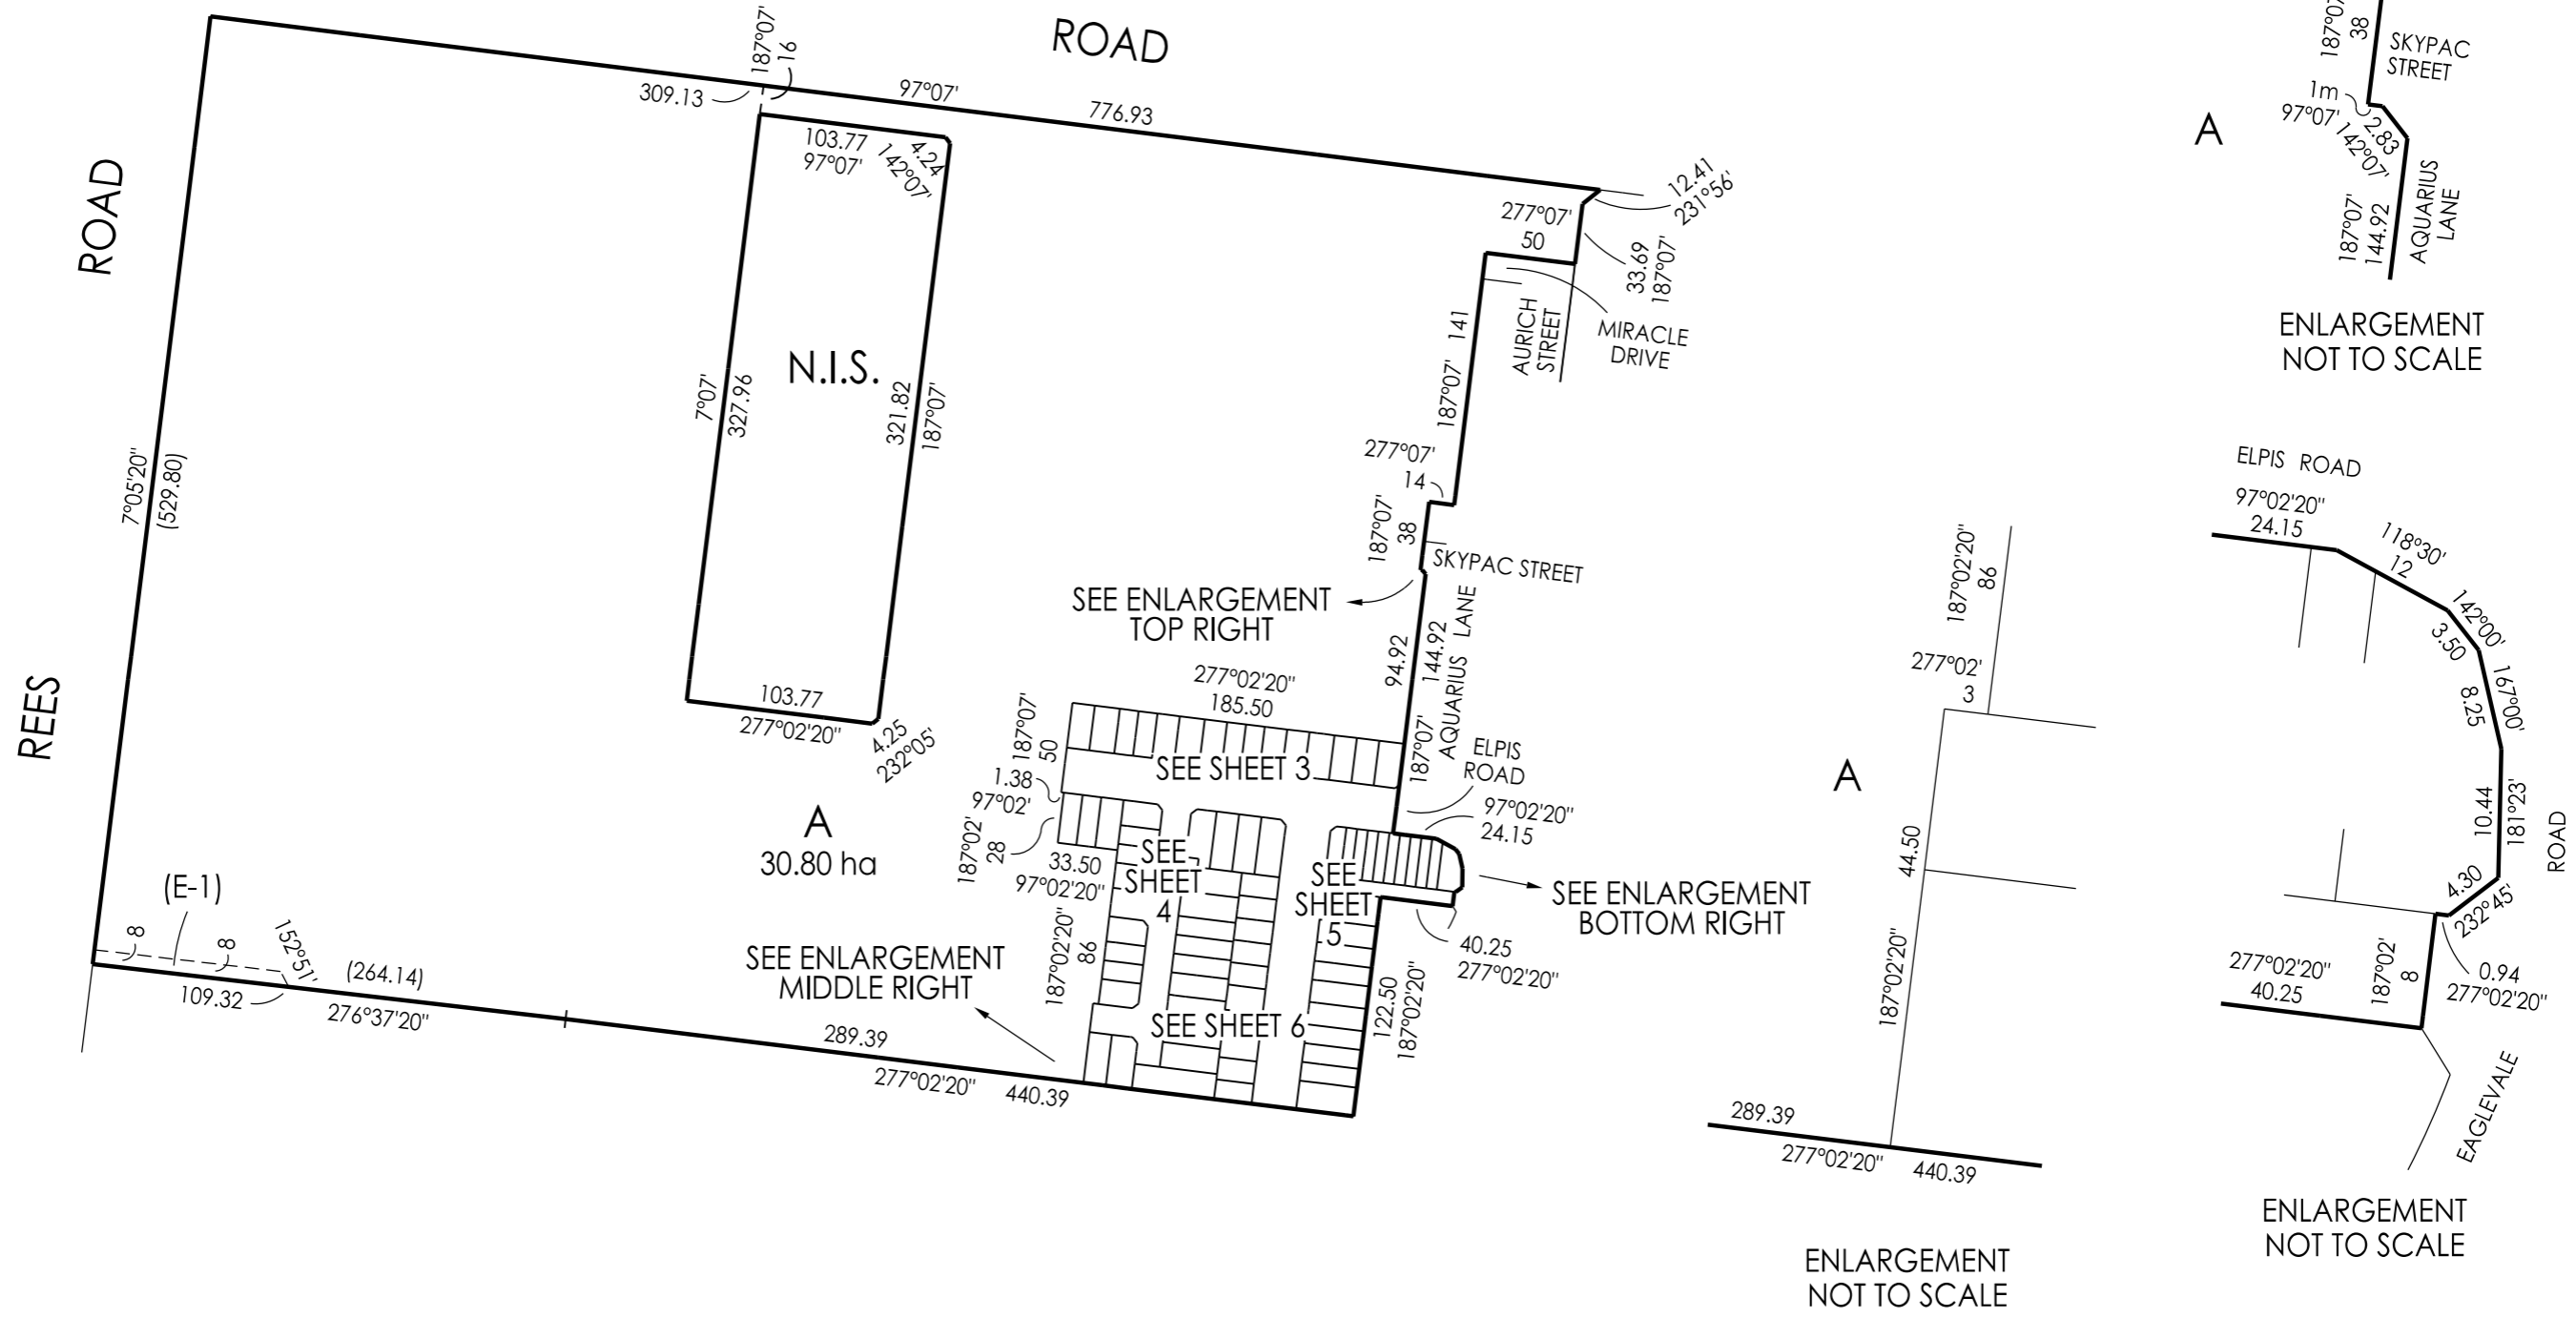 ROAD
187°07'
16
309.13
97°07'
776.93
103.77
97°07'
4.24
142°07'
12.41
231°56'
277°07'
50
33.69
187°07'
ROAD
REES
7°05'20"
(529.80)
N.I.S.
7°07'
327.96
321.82
187°07'
141
187°07'
AURICH
STREET
MIRACLE
DRIVE
277°07'
14
187°07'
38
SKYPAC STREET
SEE ENLARGEMENT
TOP RIGHT
94.92
144.92
187°07'
AQUARIUS LANE
103.77
277°02'20"
4.25
232°05'
277°02'20"
185.50
187°07'
50
SEE SHEET 3
1.38
97°02'
187°02'
28
33.50
97°02'20"
ELPIS
ROAD
97°02'20"
24.15
A
30.80 ha
SEE
SHEET
4
SEE
SHEET
5
SEE ENLARGEMENT
BOTTOM RIGHT
40.25
277°02'20"
(E-1)
8
8
152°51'
(264.14)
109.32
276°37'20"
SEE ENLARGEMENT
MIDDLE RIGHT
187°02'20"
86
SEE SHEET 6
122.50
187°02'20"
289.39
277°02'20"
440.39
187°07'
38
SKYPAC
STREET
1m
97°07'
2.83
142°07'
A
187°07'
144.92
AQUARIUS
LANE
ENLARGEMENT
NOT TO SCALE
187°02'20"
86
277°02'
3
A
44.50
187°02'20"
289.39
277°02'20"
440.39
ENLARGEMENT
NOT TO SCALE
ELPIS ROAD
97°02'20"
24.15
118°30'
12
142°00'
3.50
167°00'
8.25
10.44
181°23'
ROAD
4.30
232°45'
277°02'20"
40.25
187°02'
8
0.94
277°02'20"
EAGLEVALE
ENLARGEMENT
NOT TO SCALE